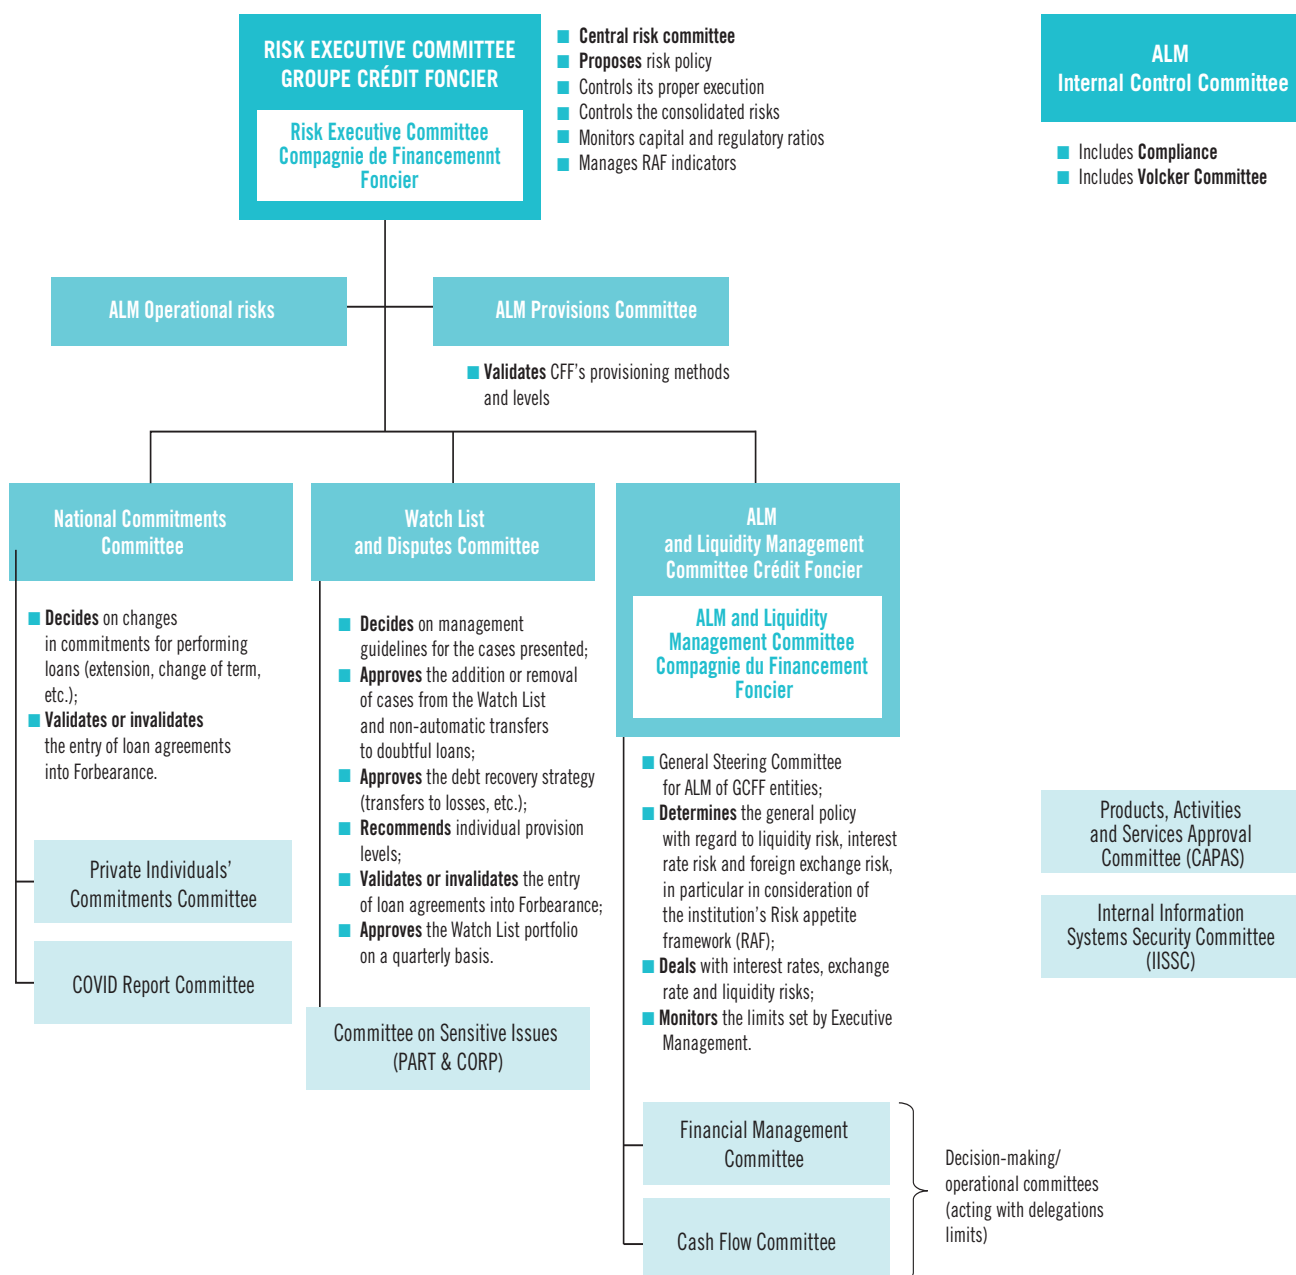 RISK EXECUTIVE COMMITTEE
GROUPE CRÉDIT FONCIER
Risk Executive Committee
Compagnie de Financemennt
Foncier
Central risk committee
Proposes risk policy
Controls its proper execution
Controls the consolidated risks
Monitors capital and regulatory ratios
Manages RAF indicators
ALM
Internal Control Committee
Includes Compliance
Includes Volcker Committee
ALM Operational risks
ALM Provisions Committee
Validates CFF's provisioning methods
and levels
National Commitments
Committee
Decides on changes
in commitments for performing
loans (extension, change of term,
etc.);
Validates or invalidates
the entry of loan agreements
into Forbearance.
Private Individuals'
Commitments Committee
COVID Report Committee
Watch List
and Disputes Committee
Decides on management
guidelines for the cases presented;
Approves the addition or removal
of cases from the Watch List
and non-automatic transfers
to doubtful loans;
Approves the debt recovery strategy
(transfers to losses, etc.);
Recommends individual provision
levels;
Validates or invalidates the entry
of loan agreements into Forbearance;
Approves the Watch List portfolio
on a quarterly basis.
Committee on Sensitive Issues
(PART & CORP)
ALM
and Liquidity Management
Committee Crédit Foncier
ALM and Liquidity
Management Committee
Compagnie du Financement
Foncier
General Steering Committee
for ALM of GCFF entities;
Determines the general policy
with regard to liquidity risk, interest
rate risk and foreign exchange risk,
in particular in consideration of
the institution's Risk appetite
framework (RAF);
Deals with interest rates, exchange
rate and liquidity risks;
Monitors the limits set by Executive
Management.
Financial Management
Committee
Cash Flow Committee
Decision-making/
operational committees
(acting with delegations
limits)
Products, Activities
and Services Approval
Committee (CAPAS)
Internal Information
Systems Security Committee
(IISSC)